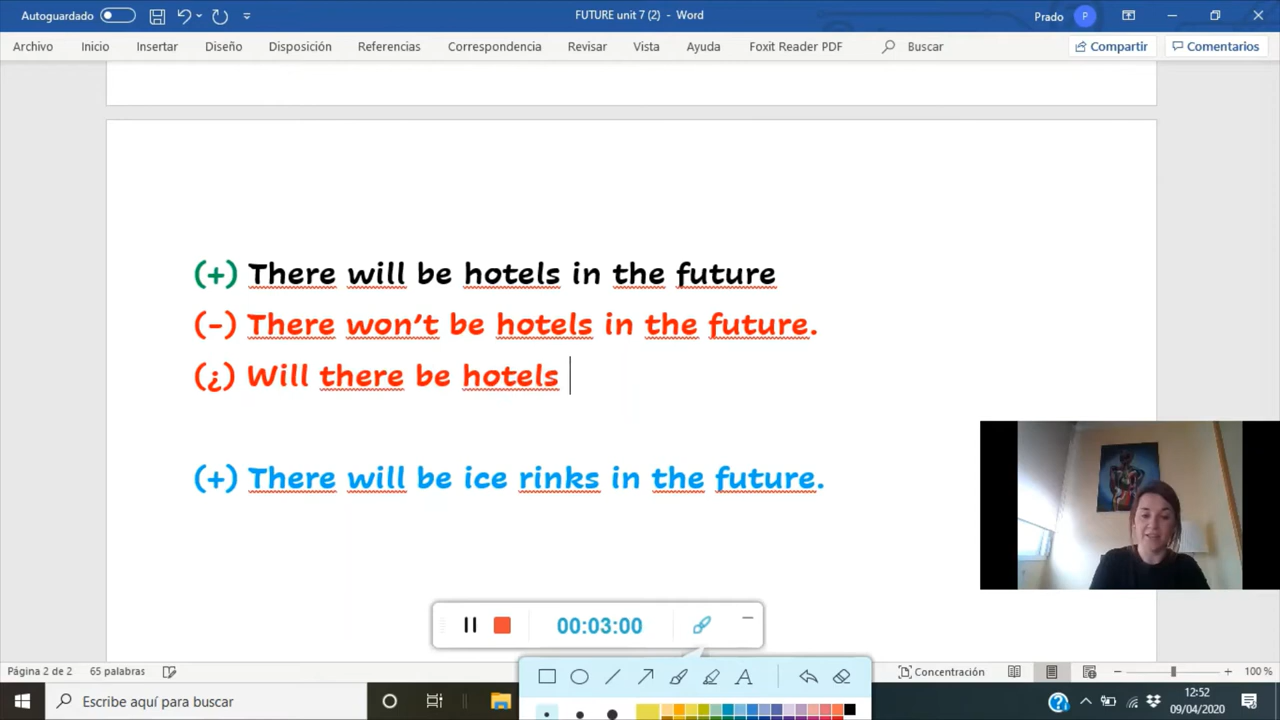 Autoguardado
FUTURE unit 7 (2) - Word
Prado
P
Archivo Inicio Insertar Diseño Disposición Referencias Correspondencia Revisar Vista Ayuda Foxit Reader PDF Buscar Compartir Comentarios
(+) There will be hotels in the future
(-) There won't be hotels in the future.
(¿) Will there be hotels
(+) There will be ice rinks in the future.
00:03:00
A
Página 2 de 2 65 palabras Concentración 100 %
Escribe aquí para buscar
12:52
09/04/2020